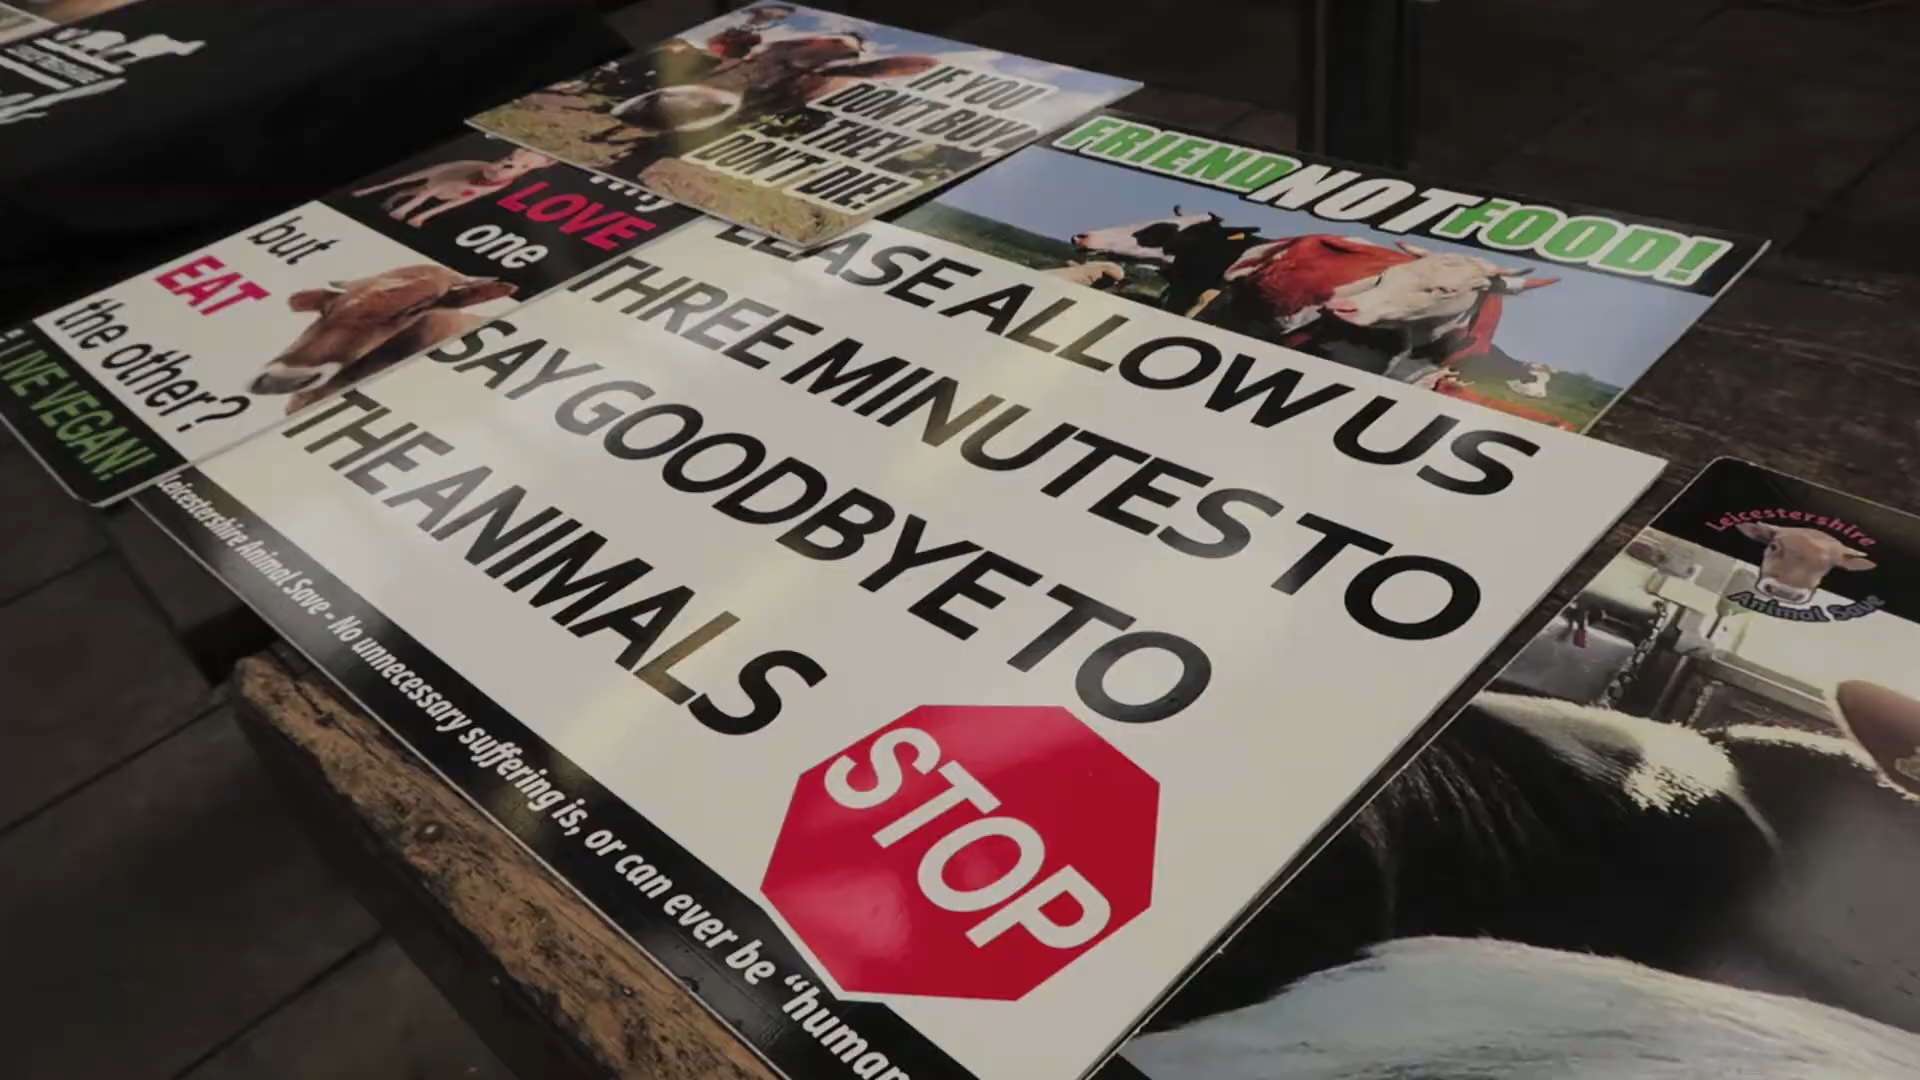 IF YOU
DON'T BUY
THEY
DON'T DIE!
FRIEND NOT FOOD!
LOVE
one
but
EAT
the other?
LIVE VEGAN!
LEASE ALLOW US
THREE MINUTES TO
SAY GOODBYE TO
THE ANIMALS
STOP
Leicestershire Animal Save - No unnecessary suffering is, or can ever be "human
Leicestershire
Animal Save